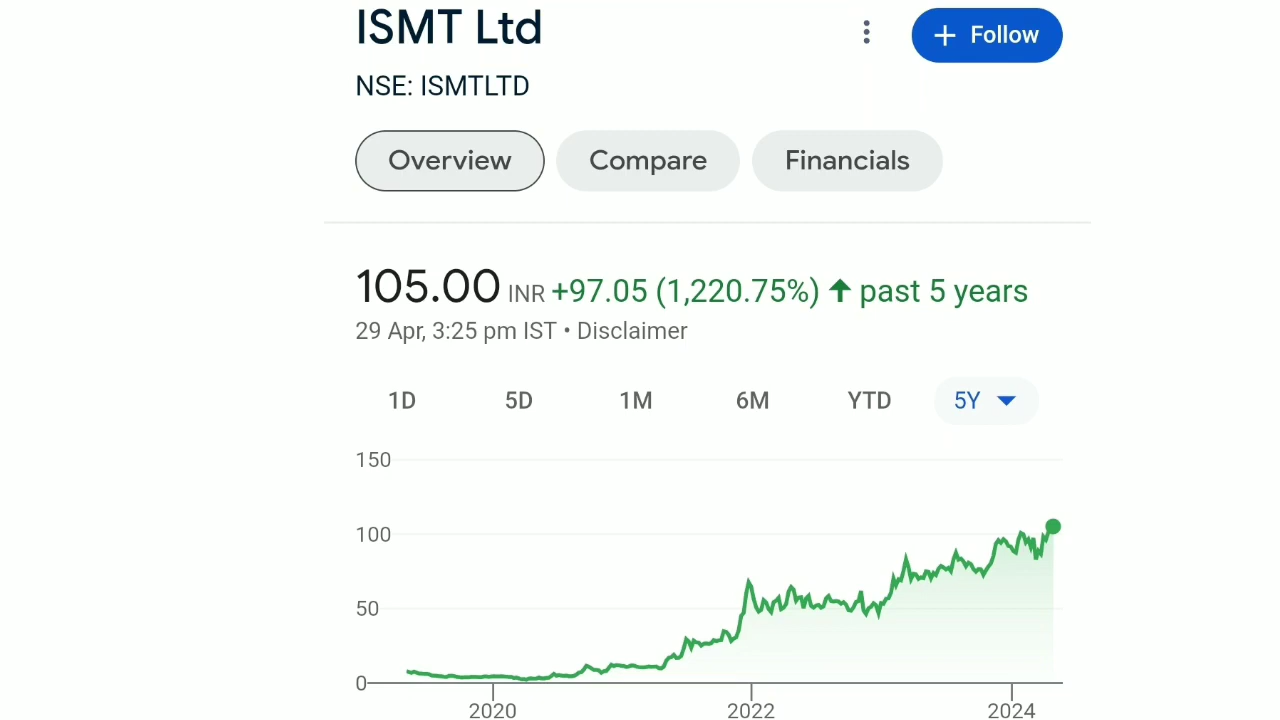 ISMT Ltd
+ Follow
NSE: ISMTLTD
Overview Compare Financials
105.00 INR +97.05 (1,220.75%) ↑ past 5 years
29 Apr, 3:25 pm IST • Disclaimer
1D 5D 1M 6M YTD 5Y
150
100
50
0
2020 2022 2024